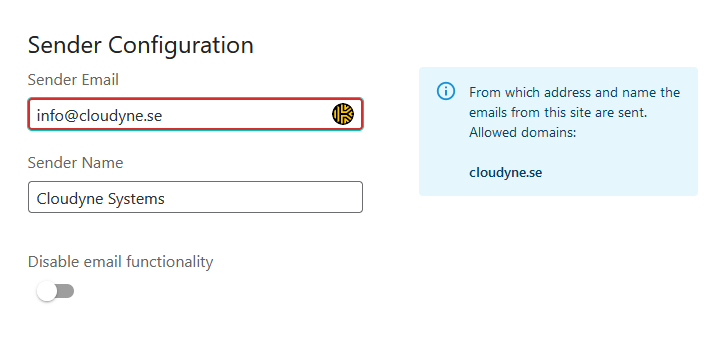 Sender Configuration
Sender Email
info@cloudyne.se
Sender Name
Cloudyne Systems
Disable email functionality
From which address and name the
emails from this site are sent.
Allowed domains:
cloudyne.se